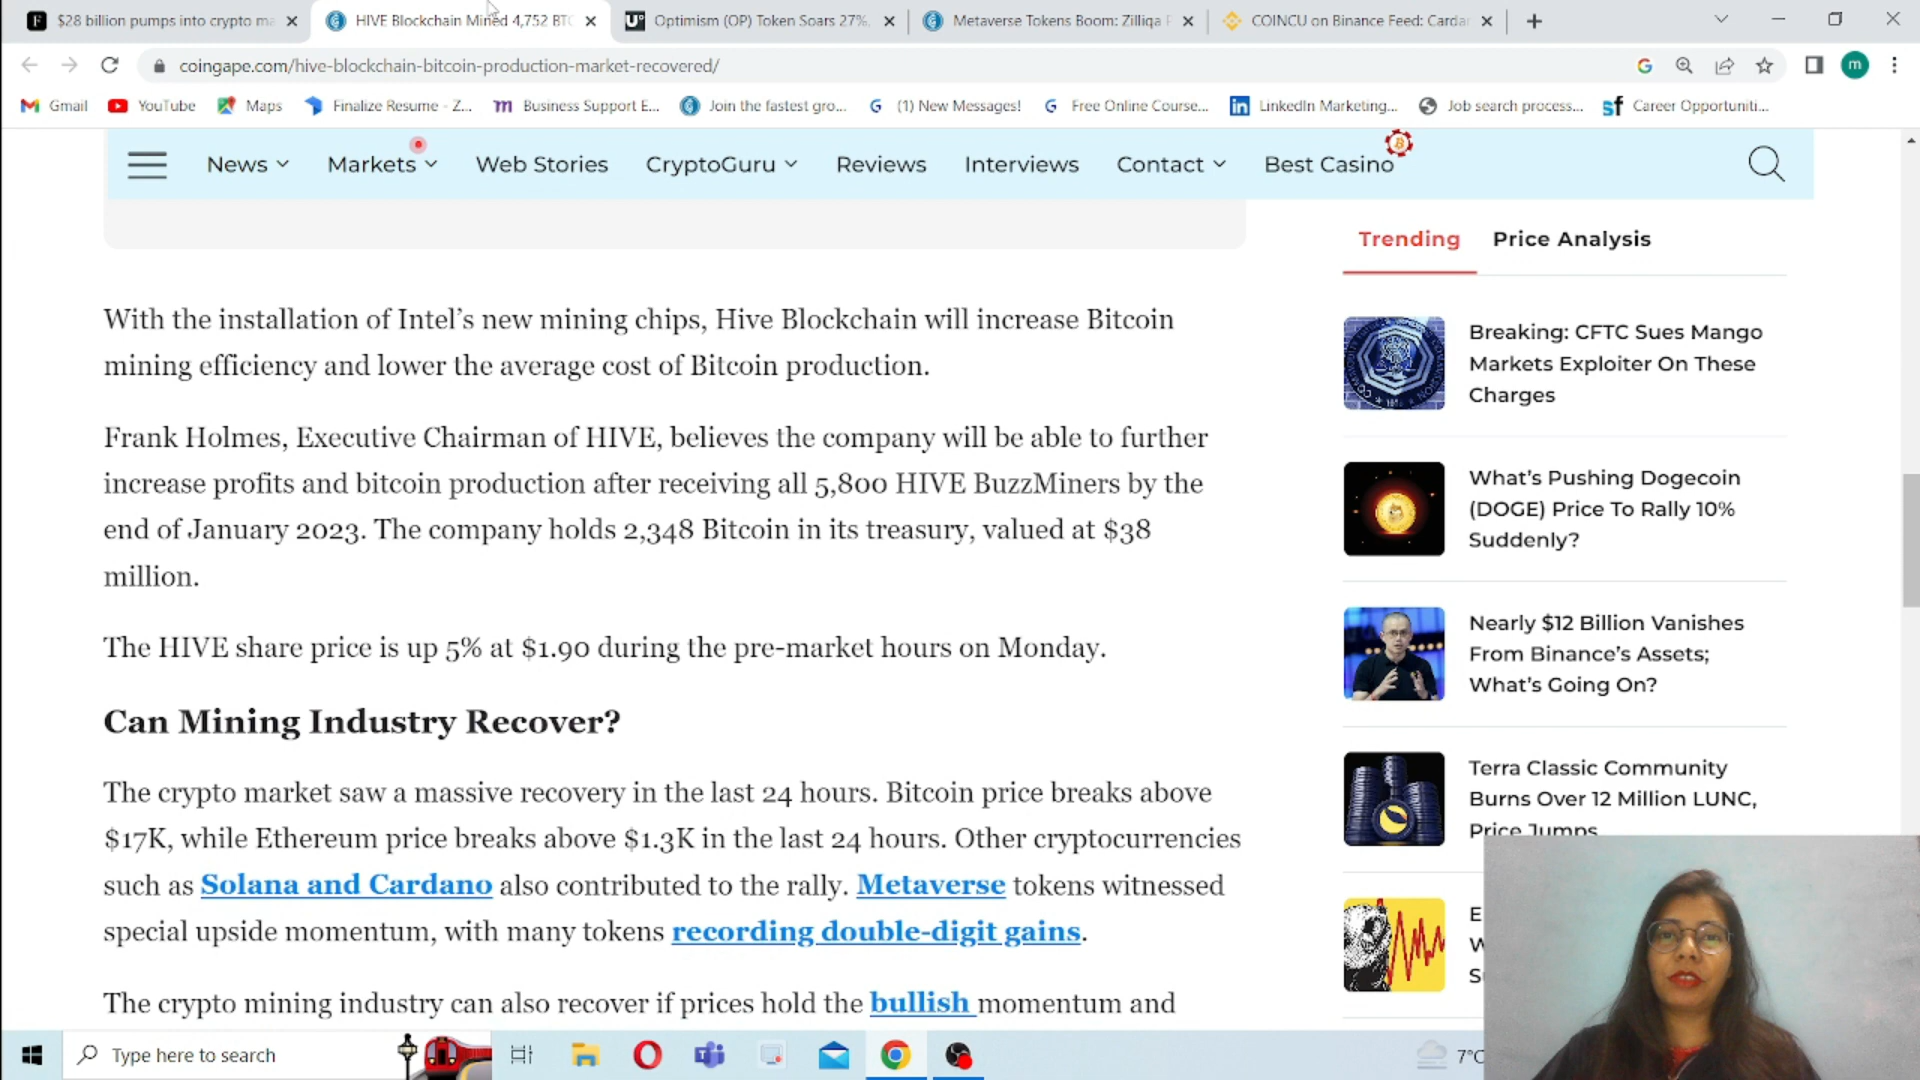 $28 billion pumps into crypto ma
HIVE Blockchain Mined 4,752 BTC
Optimism (OP) Token Soars 27%,
Metaverse Tokens Boom: Zilliqa P
COINCU on Binance Feed: Cardan
coingape.com/hive-blockchain-bitcoin-production-market-recovered/
m
Gmail YouTube Maps Finalize Resume - Z... Business Support E... Join the fastest gro... (1) New Messages! Free Online Course... LinkedIn Marketing... Job search process... Career Opportuniti...
News Markets Web Stories CryptoGuru Reviews Interviews Contact Best Casino
With the installation of Intel's new mining chips, Hive Blockchain will increase Bitcoin
mining efficiency and lower the average cost of Bitcoin production.
Frank Holmes, Executive Chairman of HIVE, believes the company will be able to further
increase profits and bitcoin production after receiving all 5,800 HIVE BuzzMiners by the
end of January 2023. The company holds 2,348 Bitcoin in its treasury, valued at $38
million.
The HIVE share price is up 5% at $1.90 during the pre-market hours on Monday.
Can Mining Industry Recover?
The crypto market saw a massive recovery in the last 24 hours. Bitcoin price breaks above
$17K, while Ethereum price breaks above $1.3K in the last 24 hours. Other cryptocurrencies
such as Solana and Cardano also contributed to the rally. Metaverse tokens witnessed
special upside momentum, with many tokens recording double-digit gains.
The crypto mining industry can also recover if prices hold the bullish momentum and
Trending Price Analysis
Breaking: CFTC Sues Mango
Markets Exploiter On These
Charges
What's Pushing Dogecoin
(DOGE) Price To Rally 10%
Suddenly?
Nearly $12 Billion Vanishes
From Binance's Assets;
What's Going On?
Terra Classic Community
Burns Over 12 Million LUNC,
Price Jumps
E
W
S
Type here to search
7°C